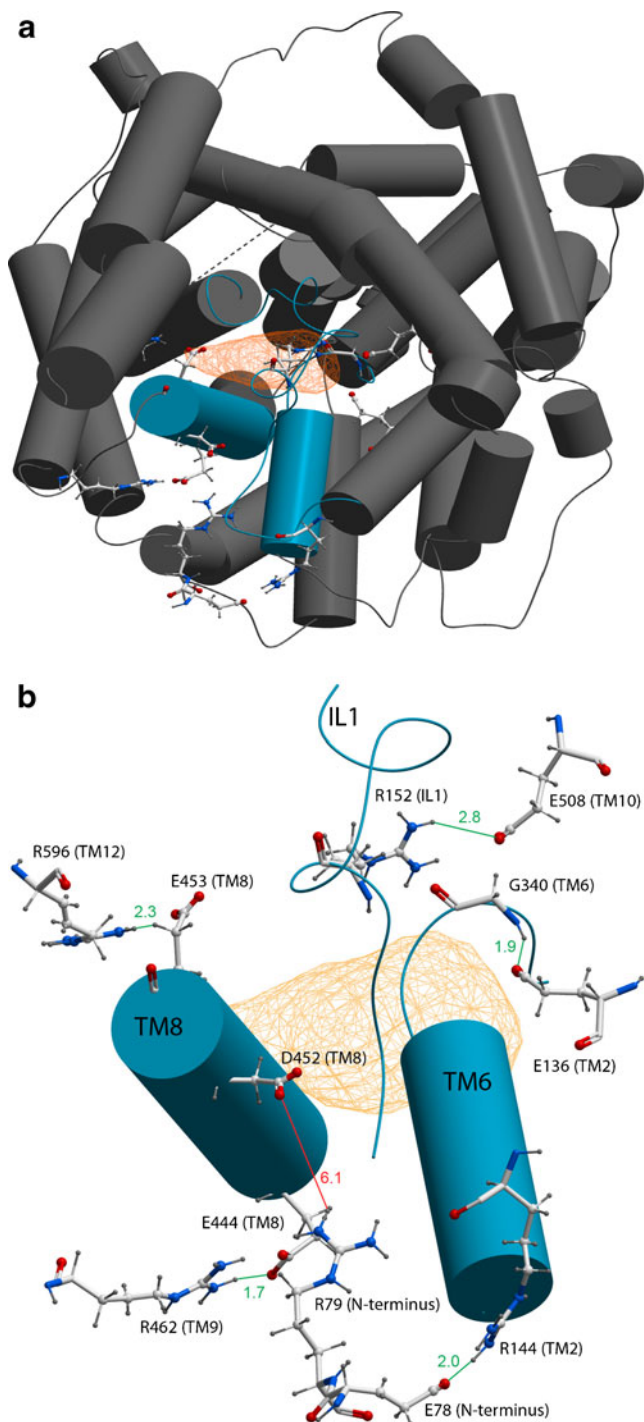 a
b
IL1
R152 (IL1)
2.8
E508 (TM10)
R596 (TM12)
E453 (TM8)
2.3
G340 (TM6)
1.9
TM8
D452 (TM8)
TM6
E136 (TM2)
6.1
E444 (TM8)
1.7
R79 (N-terminus)
R462 (TM9)
2.0
R144 (TM2)
E78 (N-terminus)